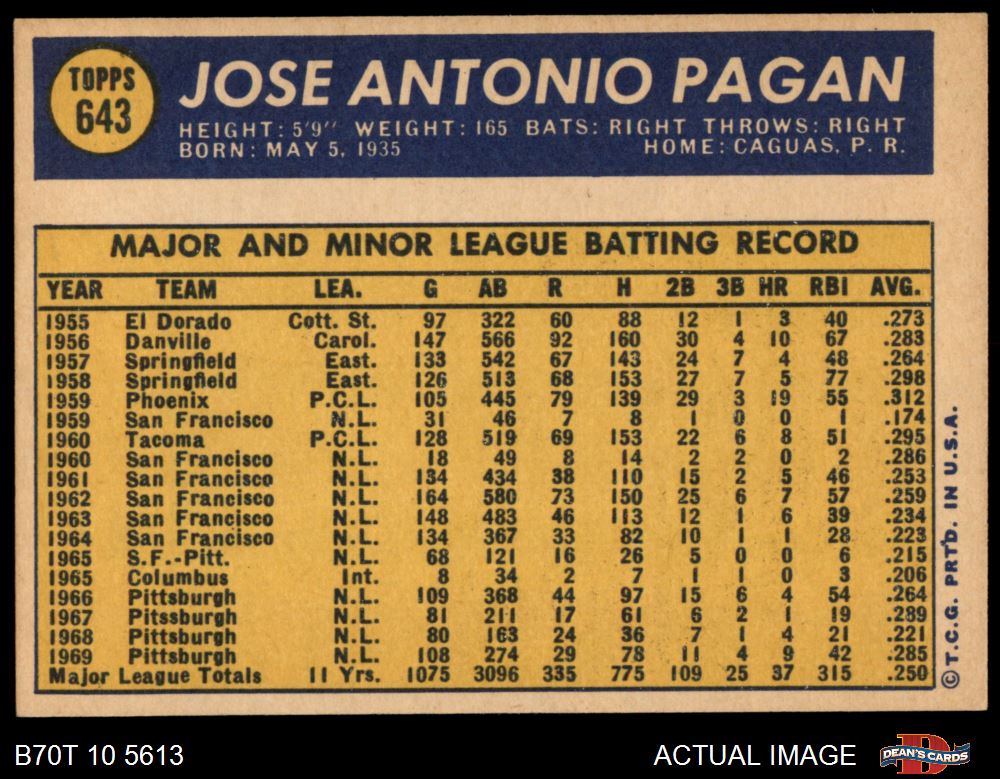 TOPPS
643
JOSE ANTONIO PAGAN
HEIGHT: 5'9" WEIGHT: 165 BATS: RIGHT THROWS: RIGHT
BORN: MAY 5, 1935 HOME: CAGUAS, P. R.
MAJOR AND MINOR LEAGUE BATTING RECORD
YEAR TEAM LEA. G AB R H 2B 3B HR RBI AVG.
1955 El Dorado Cott. St. 97 322 60 88 12 1 3 40 .273
1956 Danville Carol. 147 566 92 160 30 4 10 67 .283
1957 Springfield East. 133 542 67 143 24 7 4 48 .264
1958 Springfield East. 126 513 68 153 27 7 5 77 .298
1959 Phoenix P.C.L. 105 445 79 139 29 3 19 55 .312
1959 San Francisco N.L. 31 46 7 8 1 0 0 1 .174
1960 Tacoma P.C.L. 128 519 69 153 22 6 8 51 .295
1960 San Francisco N.L. 18 49 8 14 2 2 0 2 .286
1961 San Francisco N.L. 134 434 38 110 15 2 5 46 .253
1962 San Francisco N.L. 164 580 73 150 25 6 7 57 .259
1963 San Francisco N.L. 148 483 46 113 12 1 6 39 .234
1964 San Francisco N.L. 134 367 33 82 10 1 1 28 .223
1965 S.F.-Pitt. N.L. 68 121 16 26 5 0 0 6 .215
1965 Columbus Int. 8 34 2 7 1 1 0 3 .206
1966 Pittsburgh N.L. 109 368 44 97 15 6 4 54 .264
1967 Pitssburgh N.L. 81 211 17 61 6 2 1 19 .289
1968 Pittsburgh N.L. 80 163 24 36 7 1 4 21 .221
1969 Pittsburgh N.L. 108 274 29 78 11 4 9 42 .285
Major League Totals 11 Yrs. 1075 3096 335 775 109 25 37 315 .250
©T.C.G. PRTD. IN U.S.A.
B70T 10 5613 ACTUAL IMAGE
D
DEAN'S CARDS